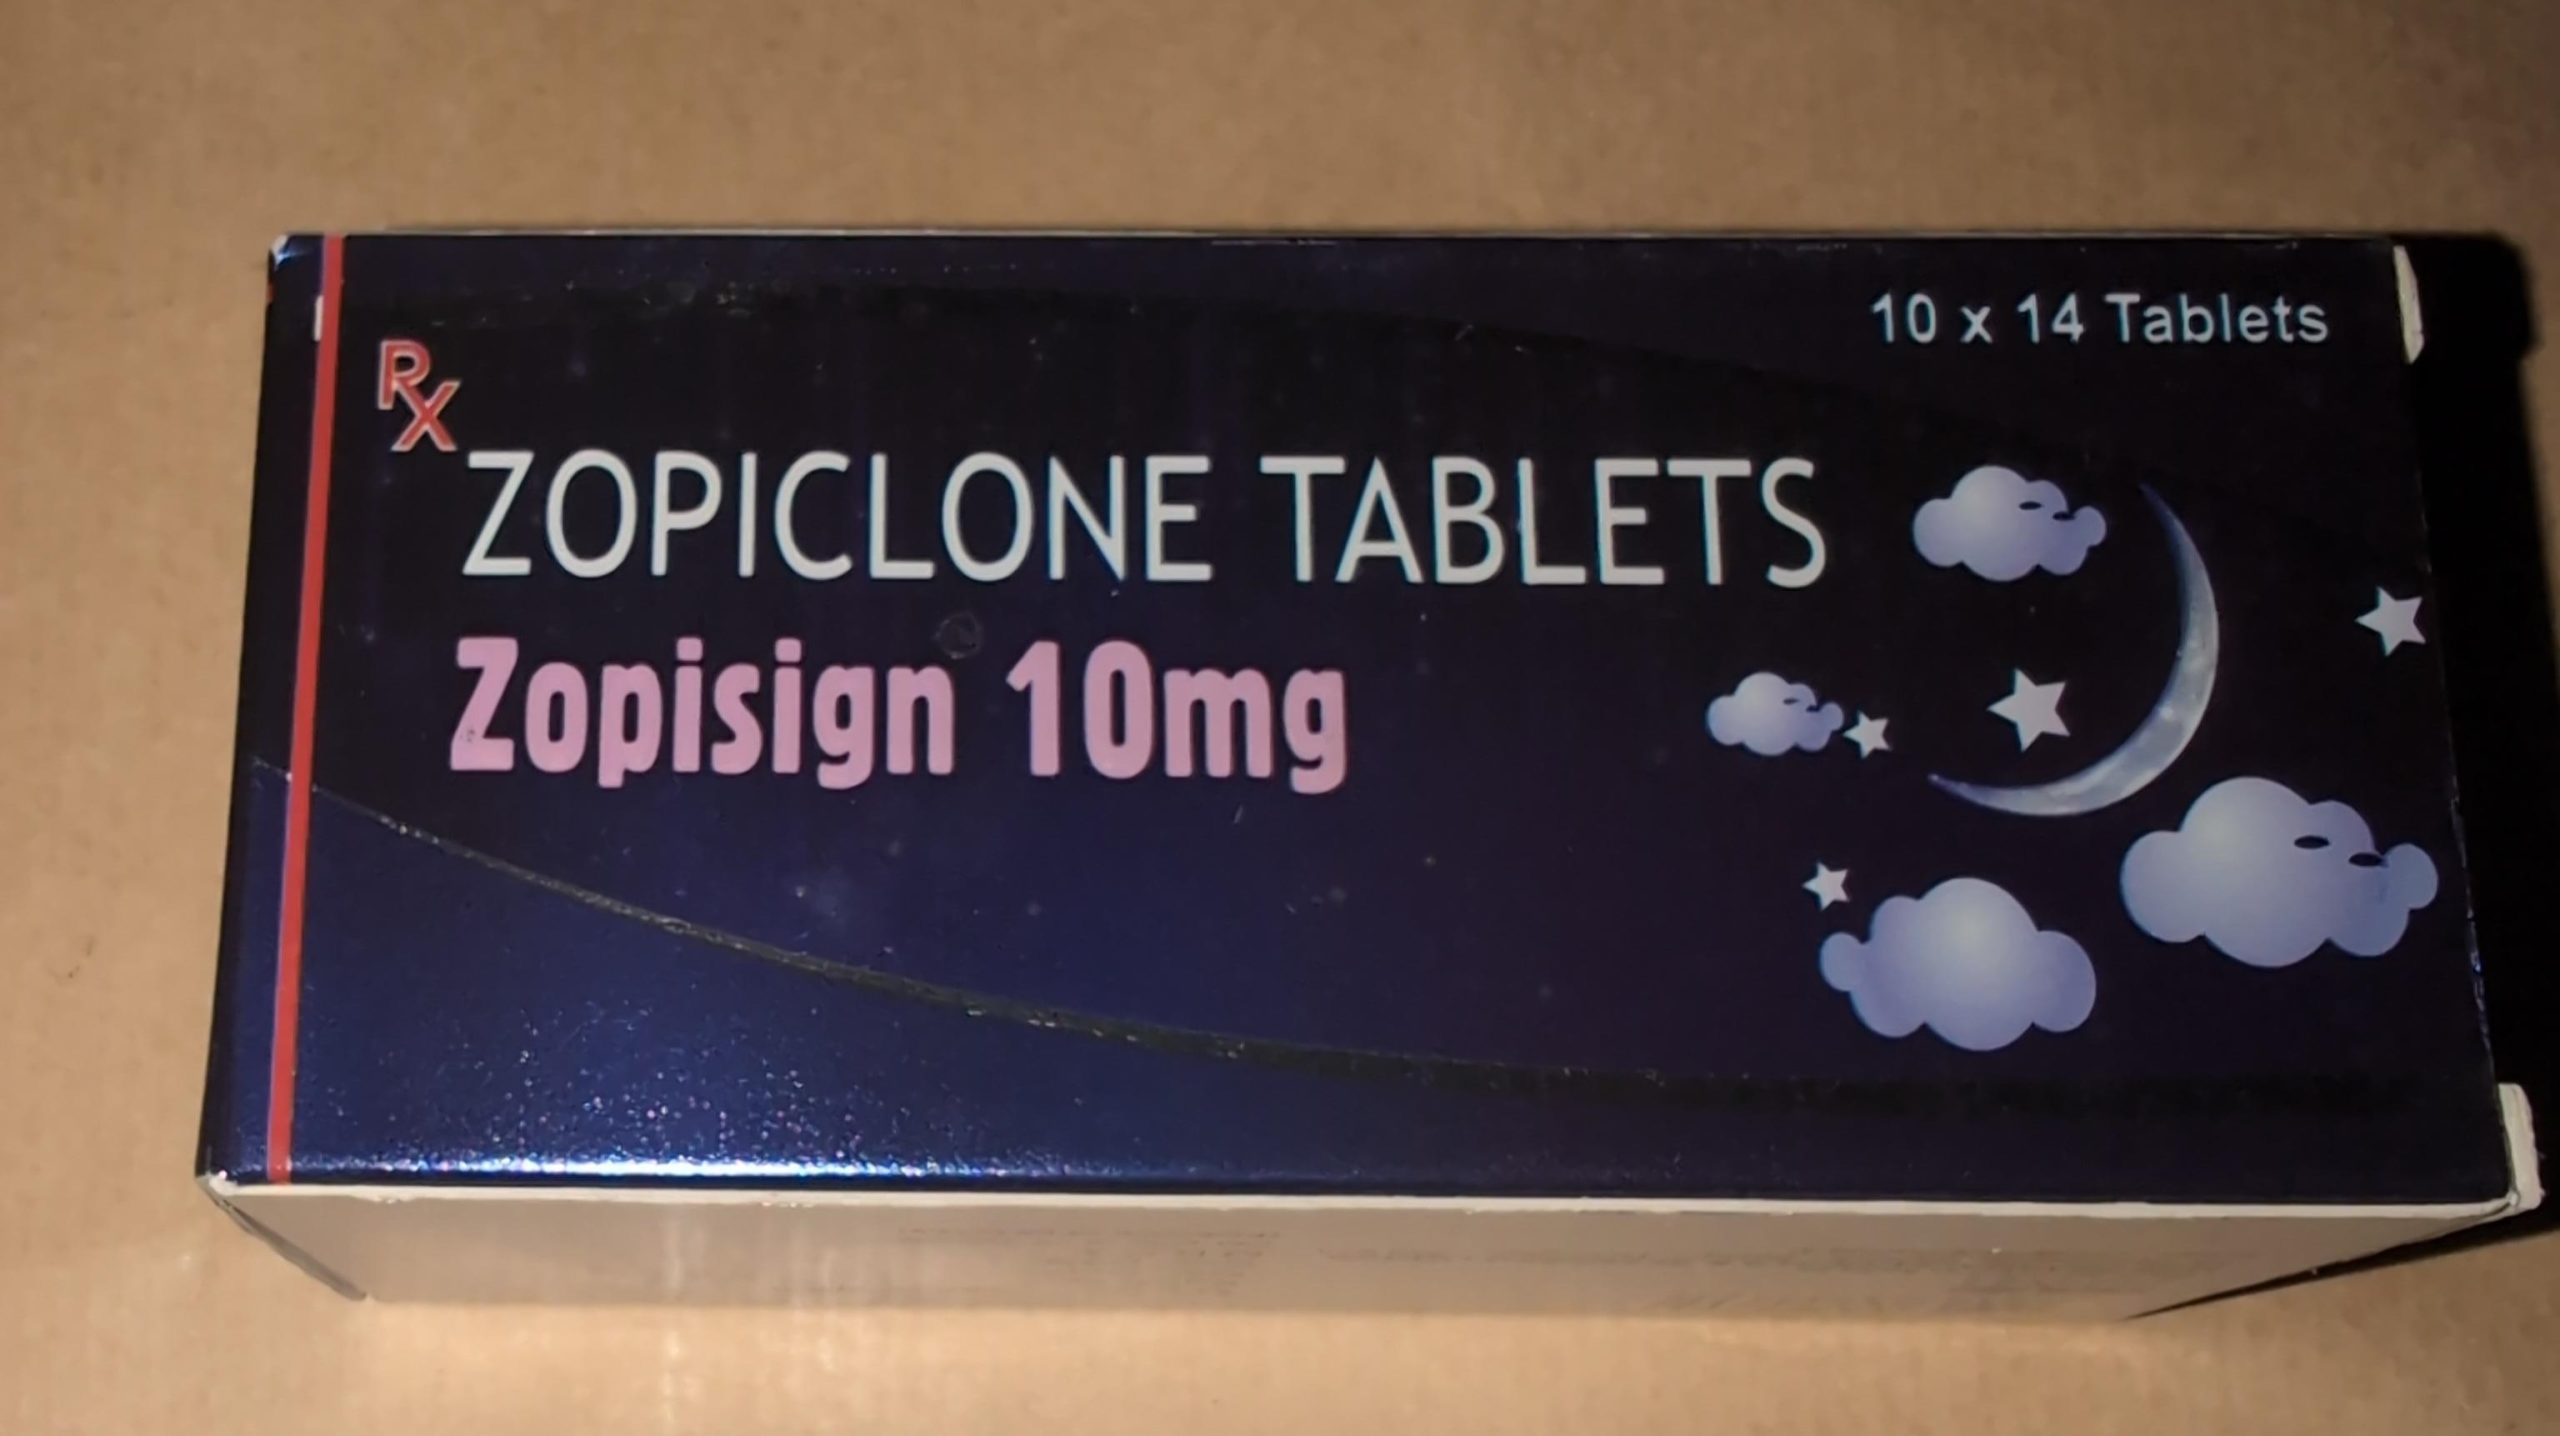 10 x 14 Tablets
Rx
ZOPICLONE TABLETS
Zopisign 10mg